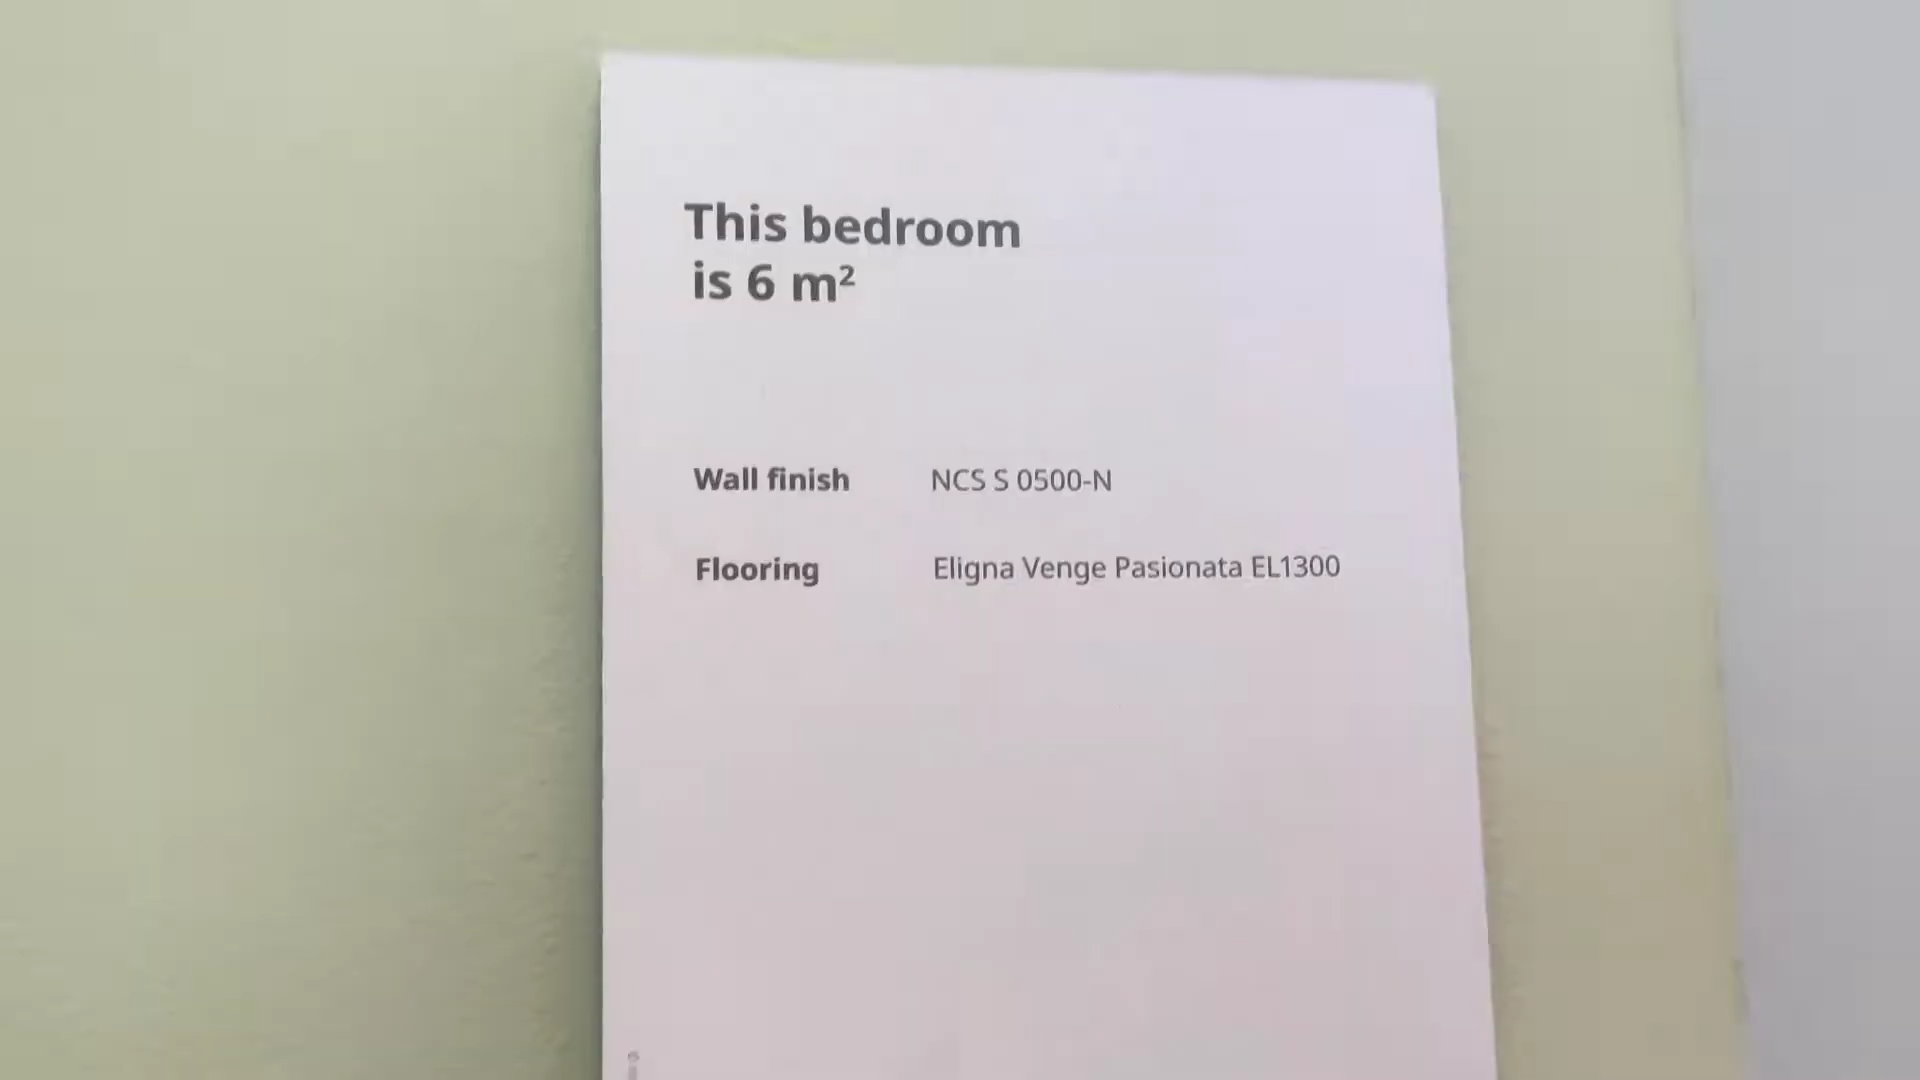 This bedroom
is 6 m²
Wall finish NCS S 0500-N
Flooring Eligna Venge Pasionata EL1300